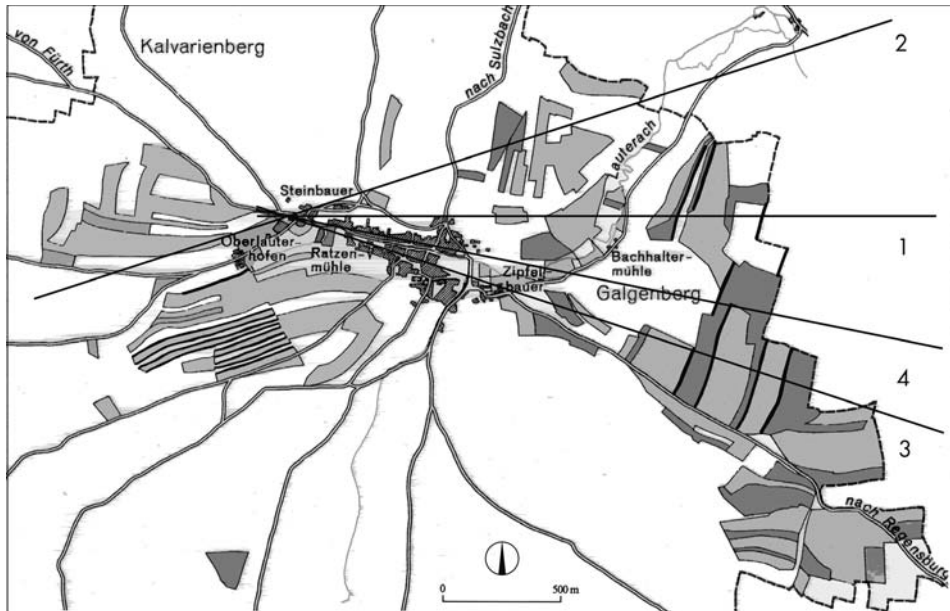 von Fürth
Kalvarienberg
nach Sulzbach
2
Lauterach
Steinbauer
1
Oberlauter-
höfen
Ratzen-
mühle
Zipfel-
bauer
Bachhalter-
mühle
Galgenberg
4
3
nach Regensburg
0
500 m